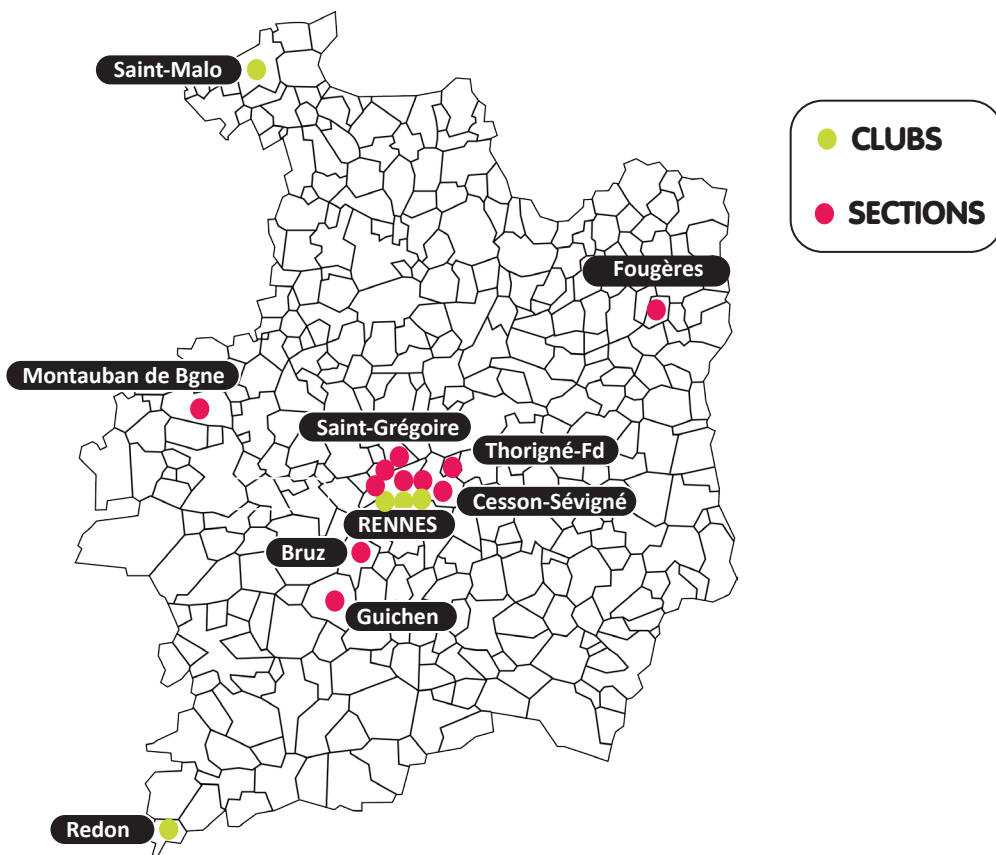 Saint-Malo
CLUBS
SECTIONS
Fougères
Montauban de Bgne
Saint-Grégoire
Thorigné-Fd
Cesson-Sévigné
RENNES
Bruz
Guichen
Redon